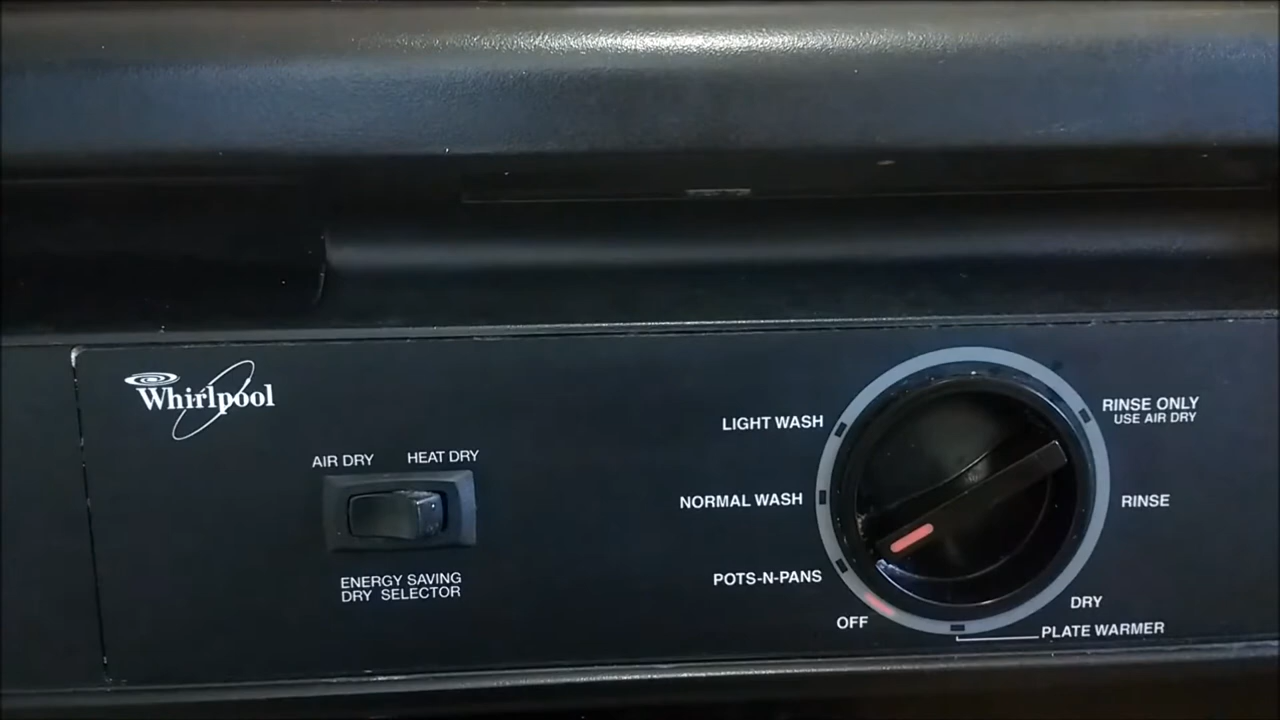 Whirlpool
AIR DRY
HEAT DRY
ENERGY SAVING
DRY SELECTOR
LIGHT WASH
NORMAL WASH
POTS-N-PANS
OFF
RINSE ONLY
USE AIR DRY
RINSE
DRY
PLATE WARMER